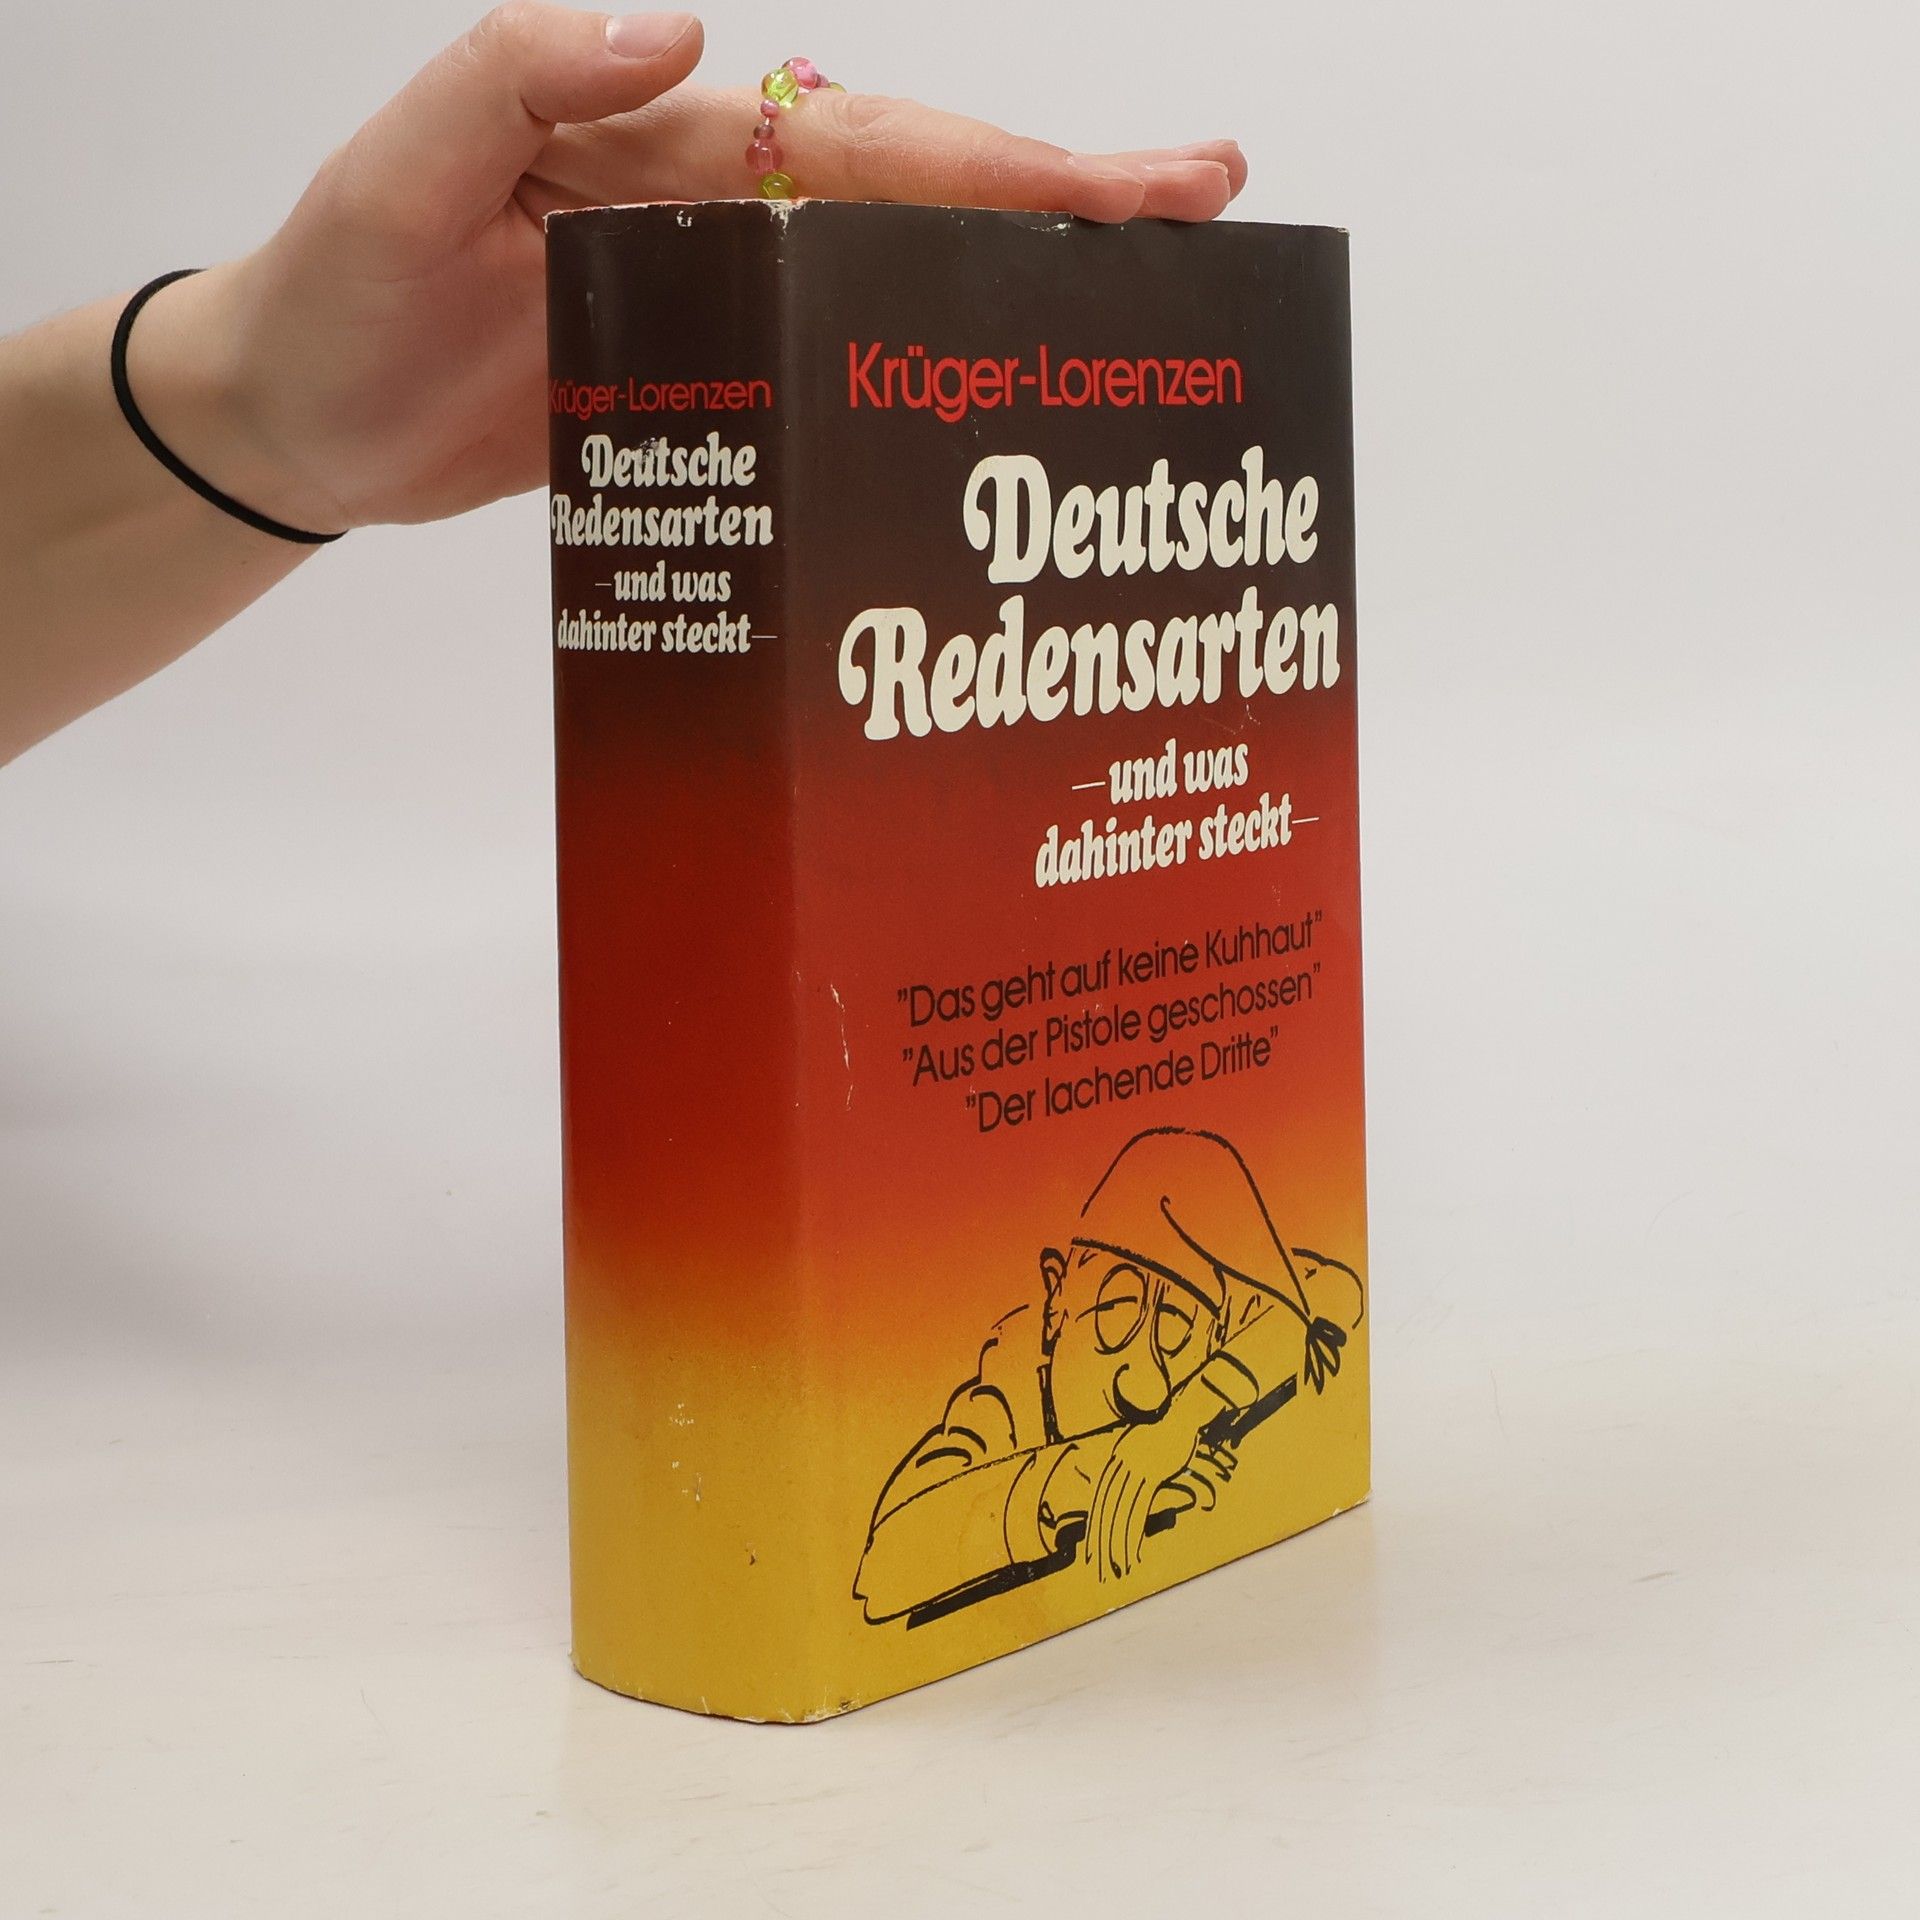 Krüger-Lorenzen
Deutsche
Redensarten
–und was
dahinter steckt–
Krüger-Lorenzen
Deutsche
Redensarten
–und was
dahinter steckt–
”Das geht auf keine Kuhhaut”
”Aus der Pistole geschossen”
”Der lachende Dritte”